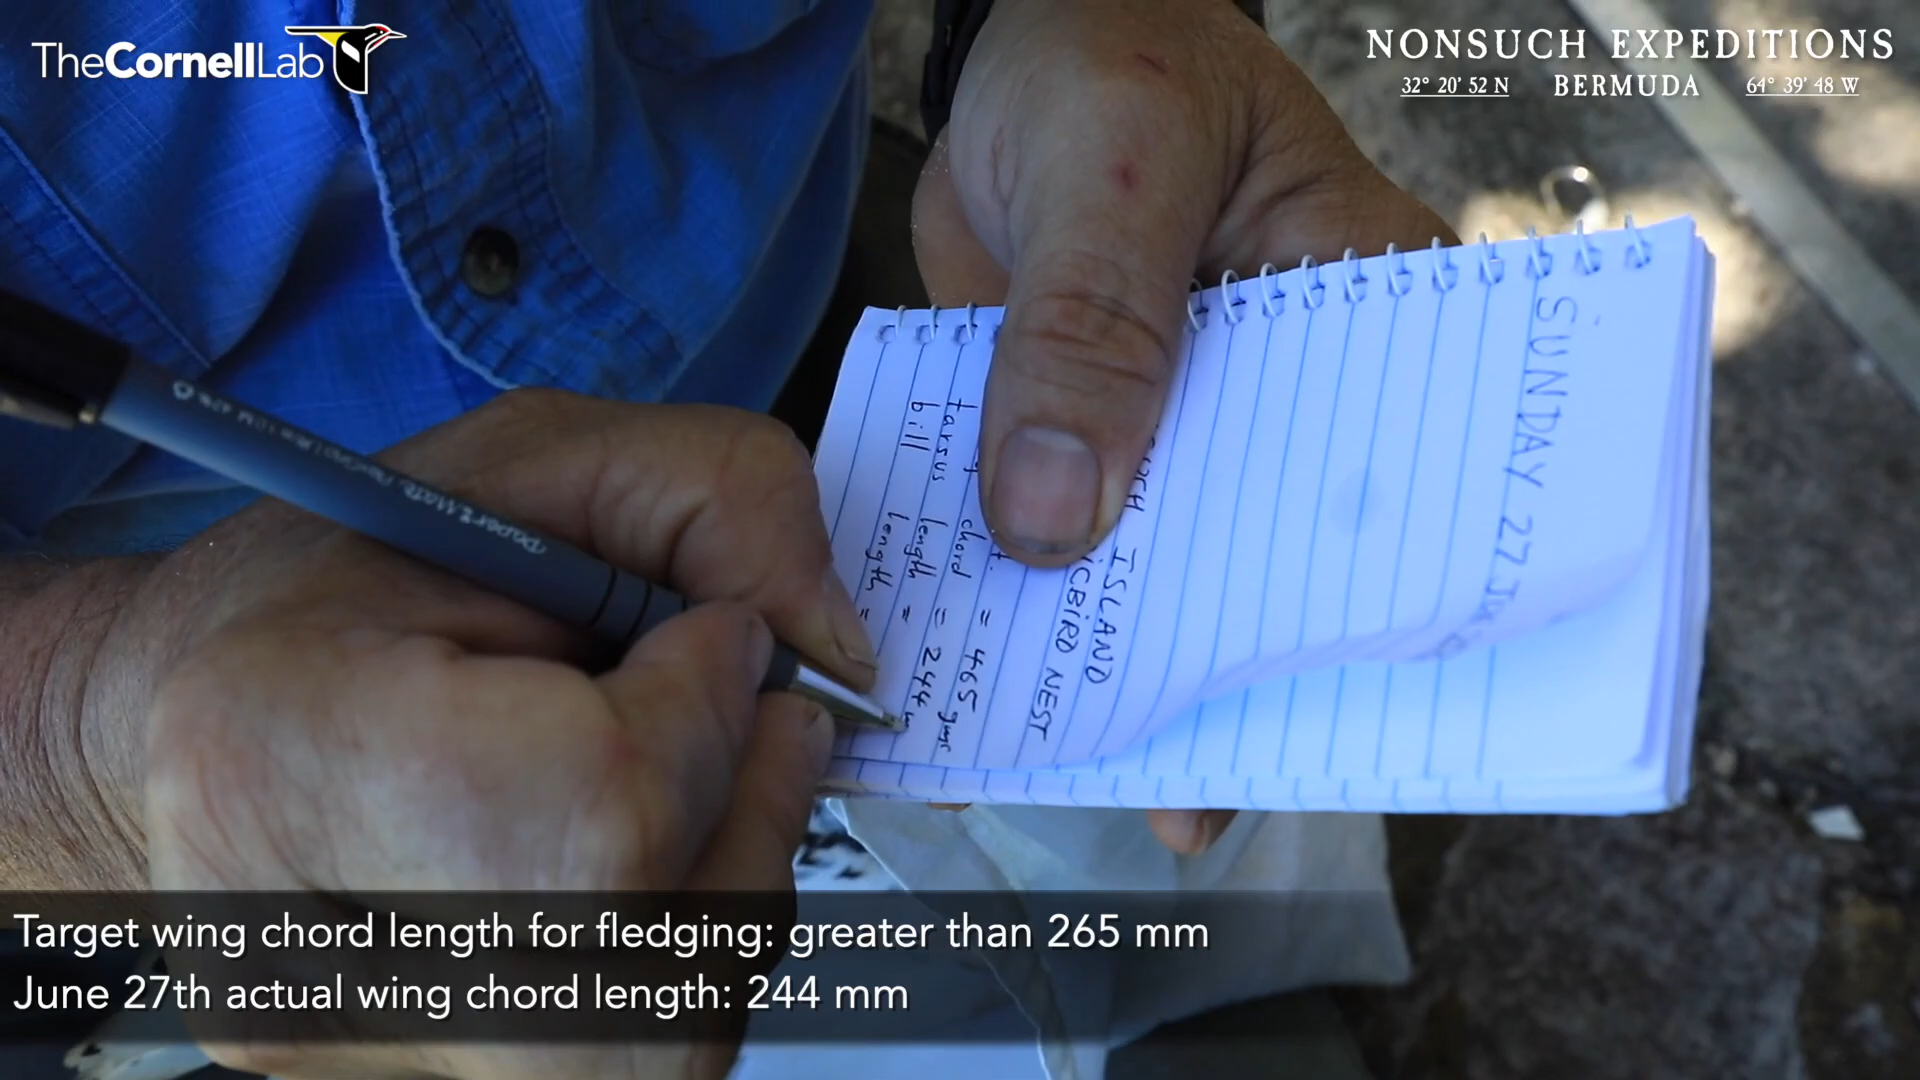 TheCornellLab
NONSUCH EXPEDITIONS
32° 20' 52 N BERMUDA 64° 39' 48 W
SUNDAY 27
ISLAND
NEST
= 465 gms
chord = 244
tarsus length =
bill length =
PaperMate
Target wing chord length for fledging: greater than 265 mm
June 27th actual wing chord length: 244 mm